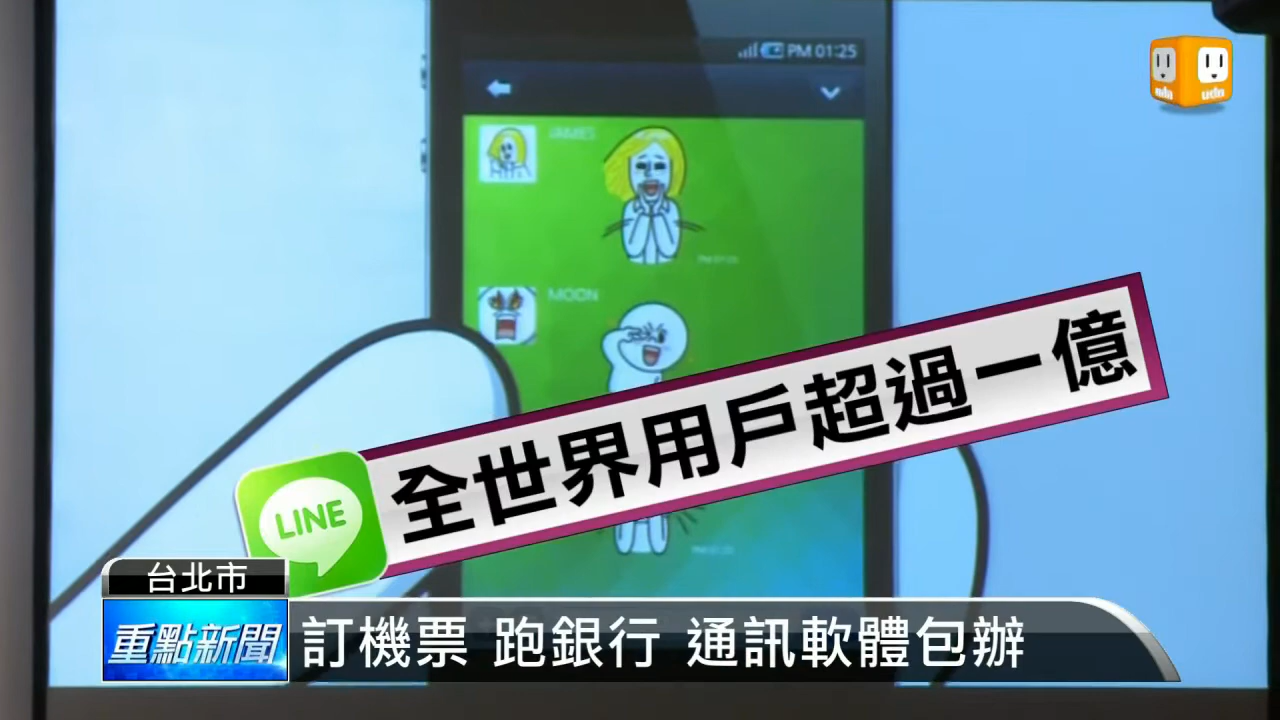 PM 01:25
udn
JAMES
MOON
全世界用戶超過一億
LINE
台北市
重點新聞
訂機票 跑銀行 通訊軟體包辦